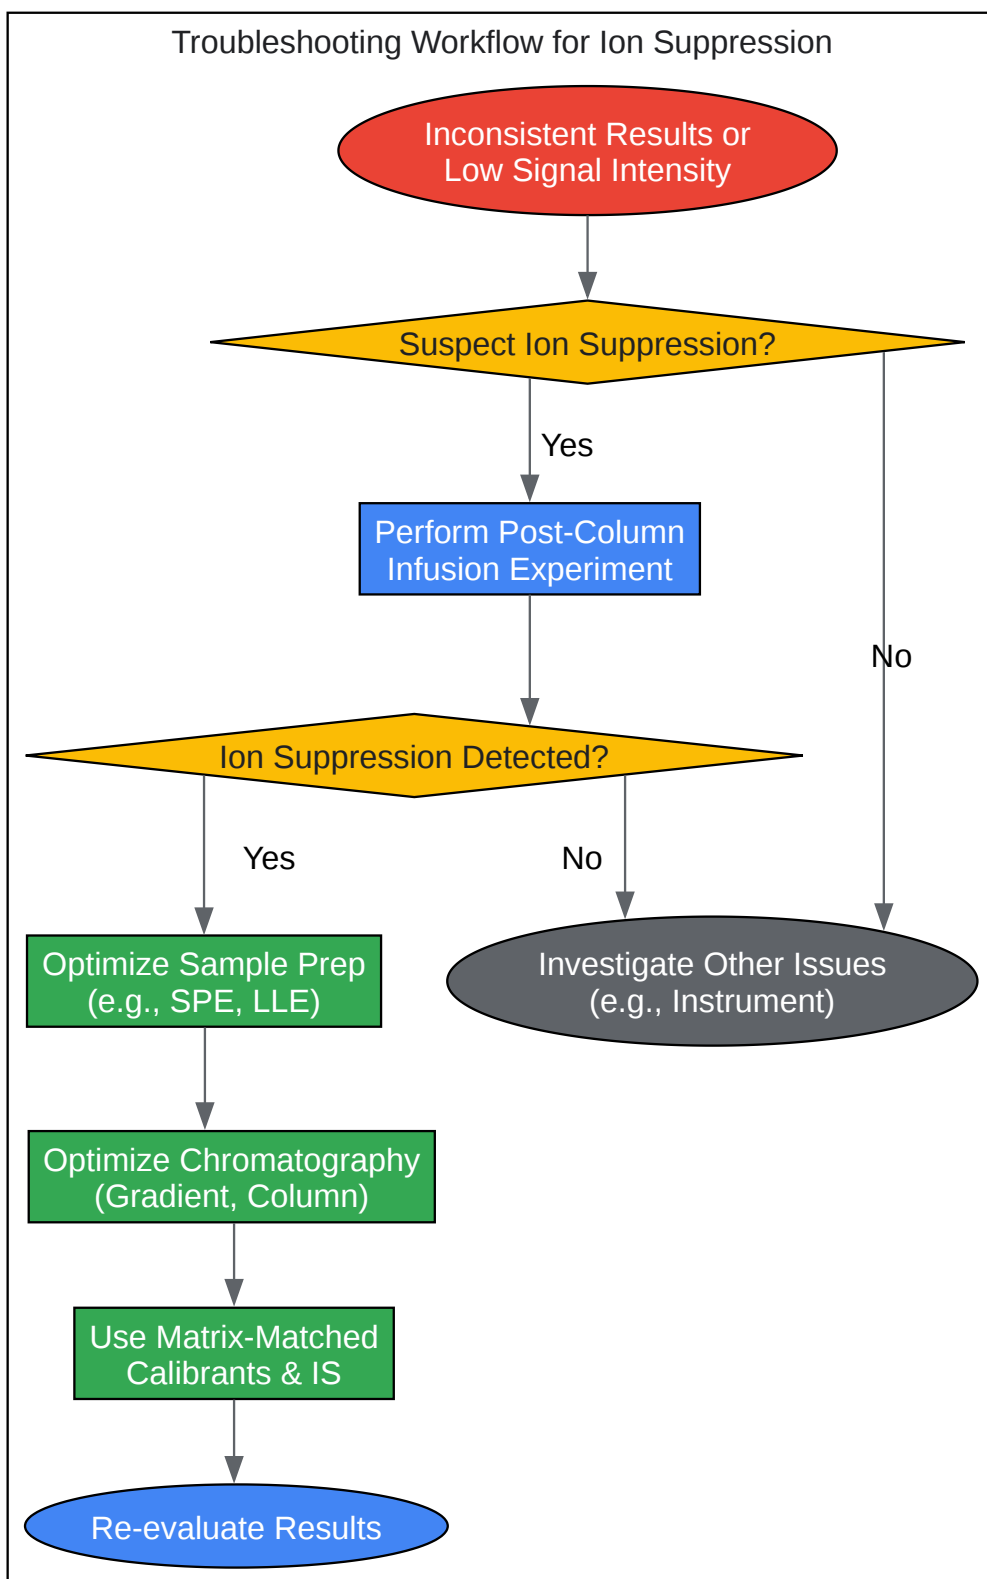 Troubleshooting Workflow for Ion Suppression
Inconsistent Results or
Low Signal Intensity
Suspect Ion Suppression?
Yes
Perform Post-Column
Infusion Experiment
No
Ion Suppression Detected?
Yes
No
Optimize Sample Prep
(e.g., SPE, LLE)
Investigate Other Issues
(e.g., Instrument)
Optimize Chromatography
(Gradient, Column)
Use Matrix-Matched
Calibrants & IS
Re-evaluate Results